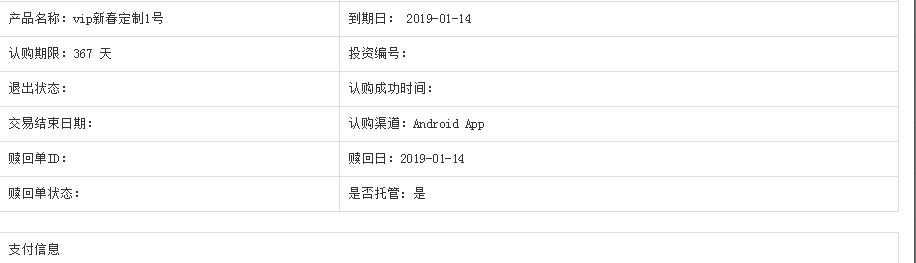 产品名称：vip新春定制1号 到期日： 2019-01-14
认购期限：367 天 投资编号：
退出状态： 认购成功时间：
交易结束日期： 认购渠道：Android App
赎回单ID： 赎回日：2019-01-14
赎回单状态： 是否托管：是
支付信息